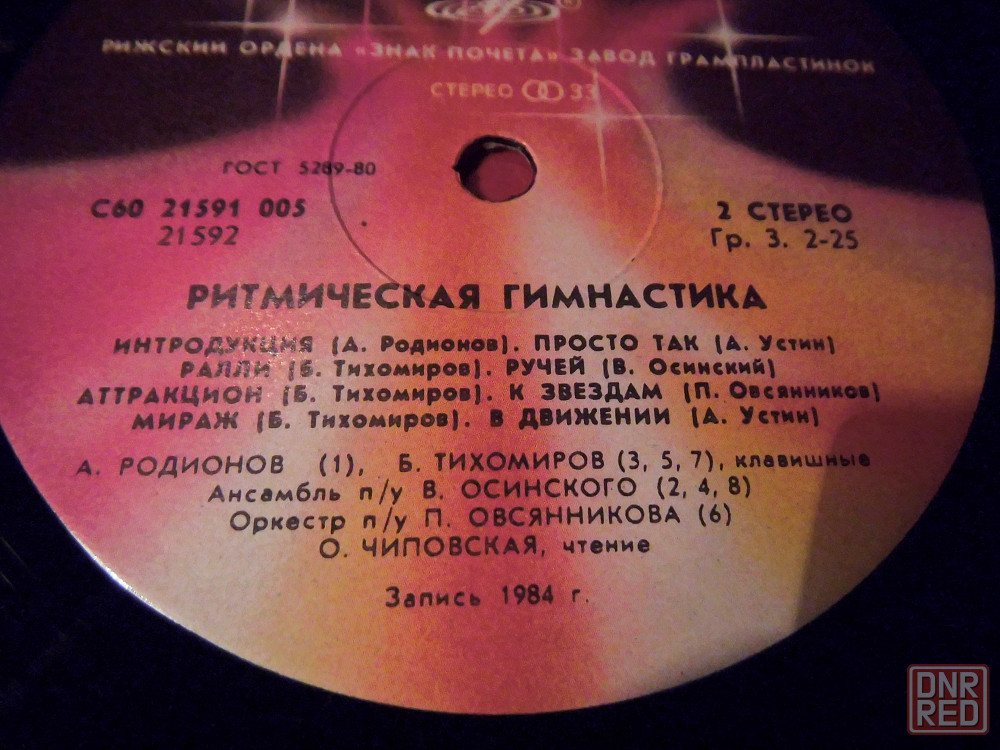 РИЖСКИЙ ОРДЕНА «ЗНАК ПОЧЕТА» ЗАВОД ГРАМПЛАСТИНОК
СТЕРЕО 33
ГОСТ 5289-80
С60 21591 005
21592
2 СТЕРЕО
Гр. 3. 2-25
РИТМИЧЕСКАЯ ГИМНАСТИКА
ИНТРОДУКЦИЯ (А. Родионов). ПРОСТО ТАК (А. Устин)
РАЛЛИ (Б. Тихомиров). РУЧЕЙ (В. Осинский)
АТТРАКЦИОН (Б. Тихомиров). К ЗВЕЗДАМ (П. Овсянников)
МИРАЖ (Б. Тихомиров). В ДВИЖЕНИИ (А. Устин)
А. РОДИОНОВ (1), Б. ТИХОМИРОВ (3, 5, 7), клавишные
Ансамбль п/у В. ОСИНСКОГО (2, 4, 8)
Оркестр п/у П. ОВСЯННИКОВА (6)
О. ЧИПОВСКАЯ, чтение
Запись 1984 г.
DNR
RED